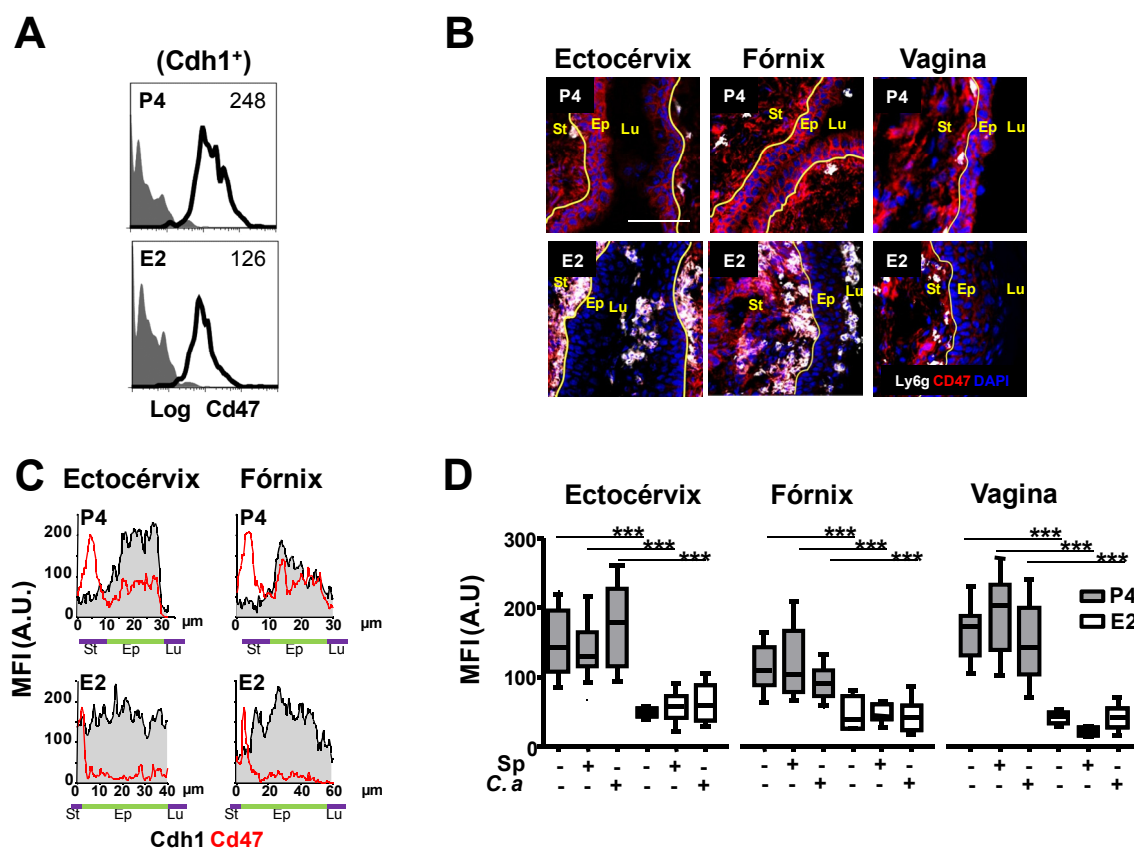 A
(Cdh1+)
P4 248
E2 126
Log Cd47
B
Ectocérvix Fórnix Vagina
P4 St Ep Lu
P4 St Ep Lu
P4 St Ep Lu
E2 St Ep Lu
E2 St Ep Lu
E2 St Ep Lu
Ly6g CD47 DAPI
C
Ectocérvix Fórnix
MFI (A.U.)
P4
200
100
0
0 10 20 30 µm
St Ep Lu
P4
200
100
0
0 10 20 30 µm
St Ep Lu
E2
200
100
0
0 10 20 30 40 µm
St Ep Lu
E2
200
100
0
0 20 40 60 µm
St Ep Lu
Cdh1 Cd47
D
Ectocérvix Fórnix Vagina
*** *** ***
*** *** ***
*** *** ***
MFI (A.U)
300
200
100
0
P4
E2
Sp - + - - + - - + - - + - - + - - + -
C. a - - + - - + - - + - - + - - + - - +